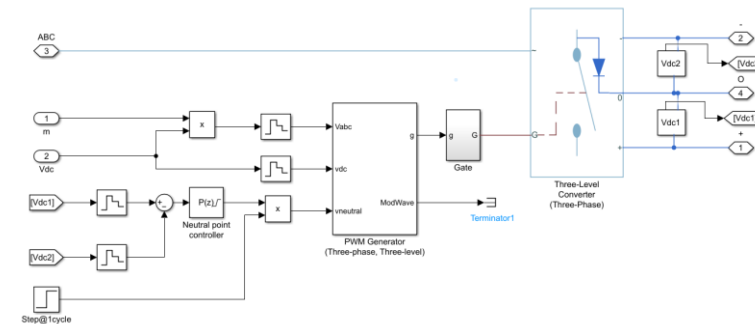 ABC
3
1
m
2
Vdc
[Vdc1]
[Vdc2]
x
P(z)
Neutral point
controller
x
Step@1cycle
Vabc
vdc
vneutral
g
ModWave
PWM Generator
(Three-phase, Three-level)
g
G
Gate
Terminator1
G
-
0
+
Three-Level
Converter
(Three-Phase)
Vdc2
Vdc1
-
2
[Vdc2
O
4
[Vdc1
+
1